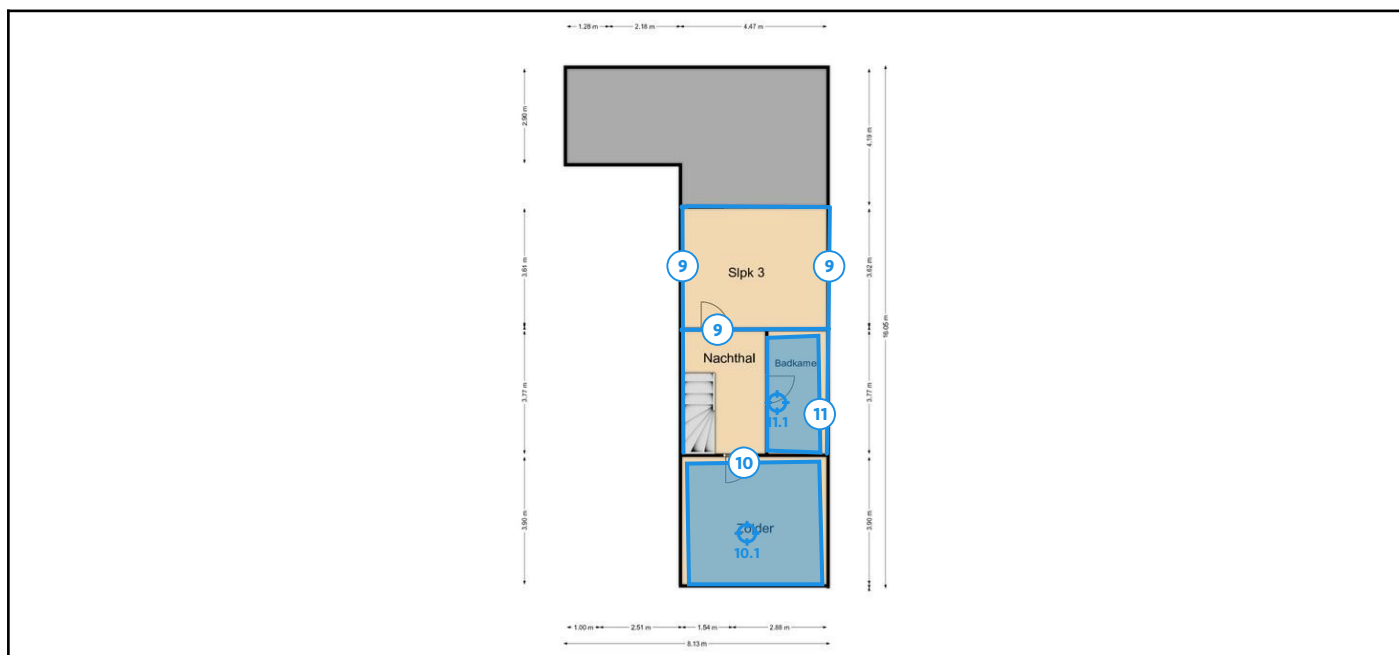 1.28 m 2.18 m 4.47 m
2.90 m
4.19 m
3.61 m
3.62 m
16.05 m
9
Slpk 3
9
9
Nachthal
Badkame
3.77 m
3.77 m
11.1
11
10
3.90 m
Zolder
3.90 m
10.1
1.00 m 2.51 m 1.54 m 2.88 m
8.13 m